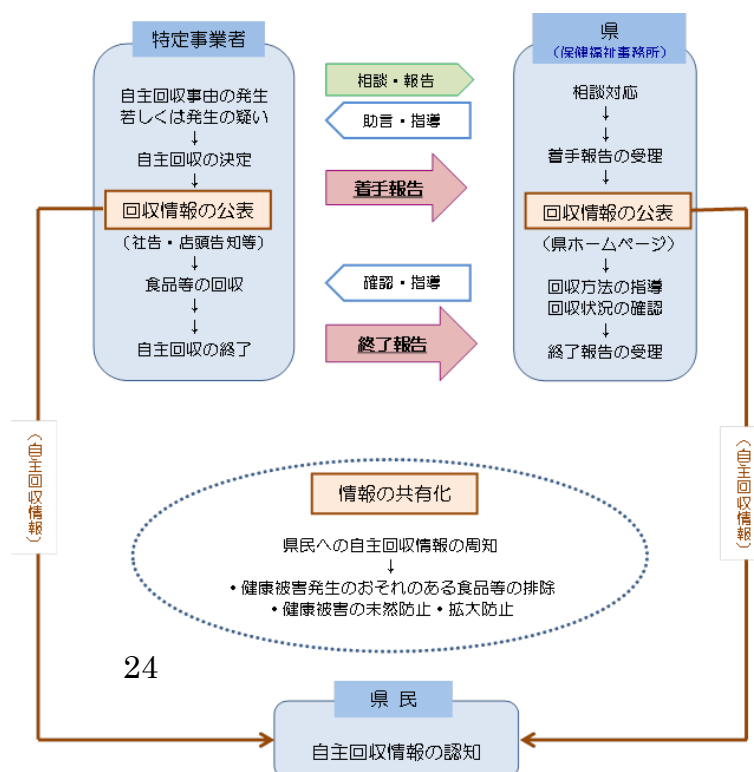 特定事業者
自主回収事由の発生
若しくは発生の疑い
↓
自主回収の決定
↓
回収情報の公表
(社告・店頭告知等)
↓
食品等の回収
↓
↓
自主回収の終了
相談・報告
助言・指導
着手報告
確認・指導
終了報告
県
(保健福祉事務所)
相談対応
↓
↓
着手報告の受理
↓
回収情報の公表
(県ホームページ)
↓
回収方法の指導
回収状況の確認
↓
終了報告の受理
(自主回収情報)
(自主回収情報)
情報の共有化
県民への自主回収情報の周知
↓
・健康被害発生のおそれのある食品等の排除
・健康被害の未然防止・拡大防止
24
県 民
自主回収情報の認知